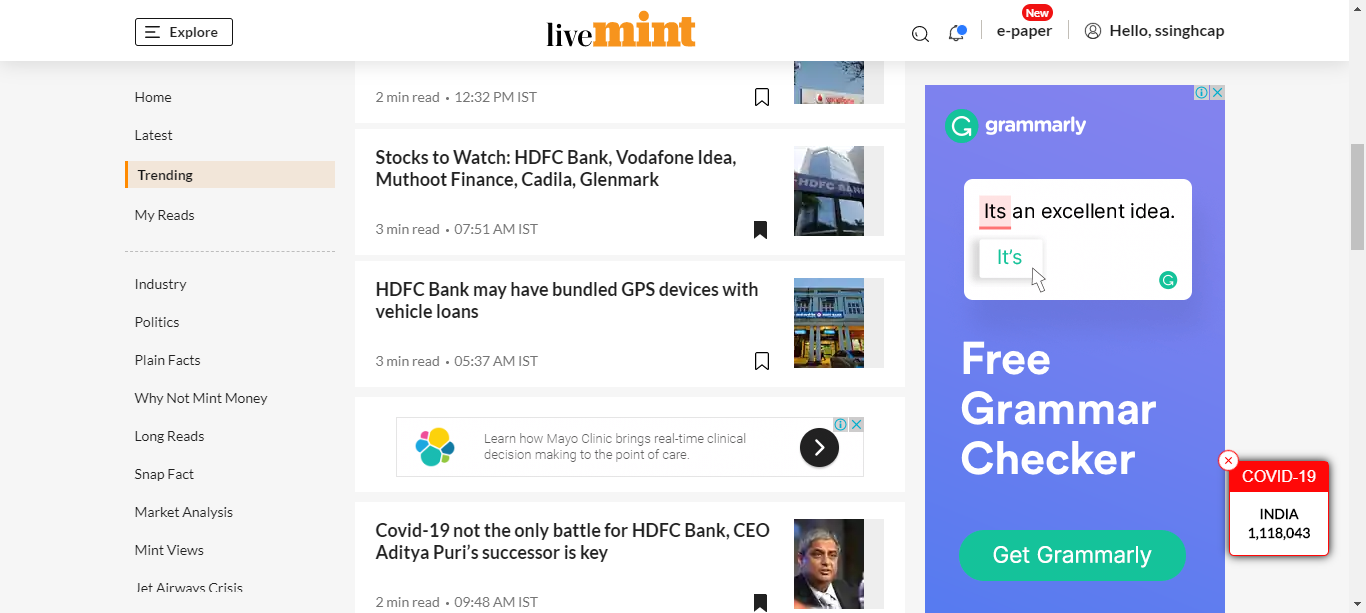 Explore
livemint
New
e-paper
Hello, ssinghcap
Home
Latest
Trending
My Reads
Industry
Politics
Plain Facts
Why Not Mint Money
Long Reads
Snap Fact
Market Analysis
Mint Views
Jet Airways Crisis
2 min read • 12:32 PM IST
Stocks to Watch: HDFC Bank, Vodafone Idea,
Muthoot Finance, Cadila, Glenmark
3 min read • 07:51 AM IST
HDFC BANK
HDFC Bank may have bundled GPS devices with
vehicle loans
3 min read • 05:37 AM IST
Learn how Mayo Clinic brings real-time clinical
decision making to the point of care.
Covid-19 not the only battle for HDFC Bank, CEO
Aditya Puri’s successor is key
2 min read • 09:48 AM IST
grammarly
Its an excellent idea.
It's
Free
Grammar
Checker
Get Grammarly
COVID-19
INDIA
1,118,043